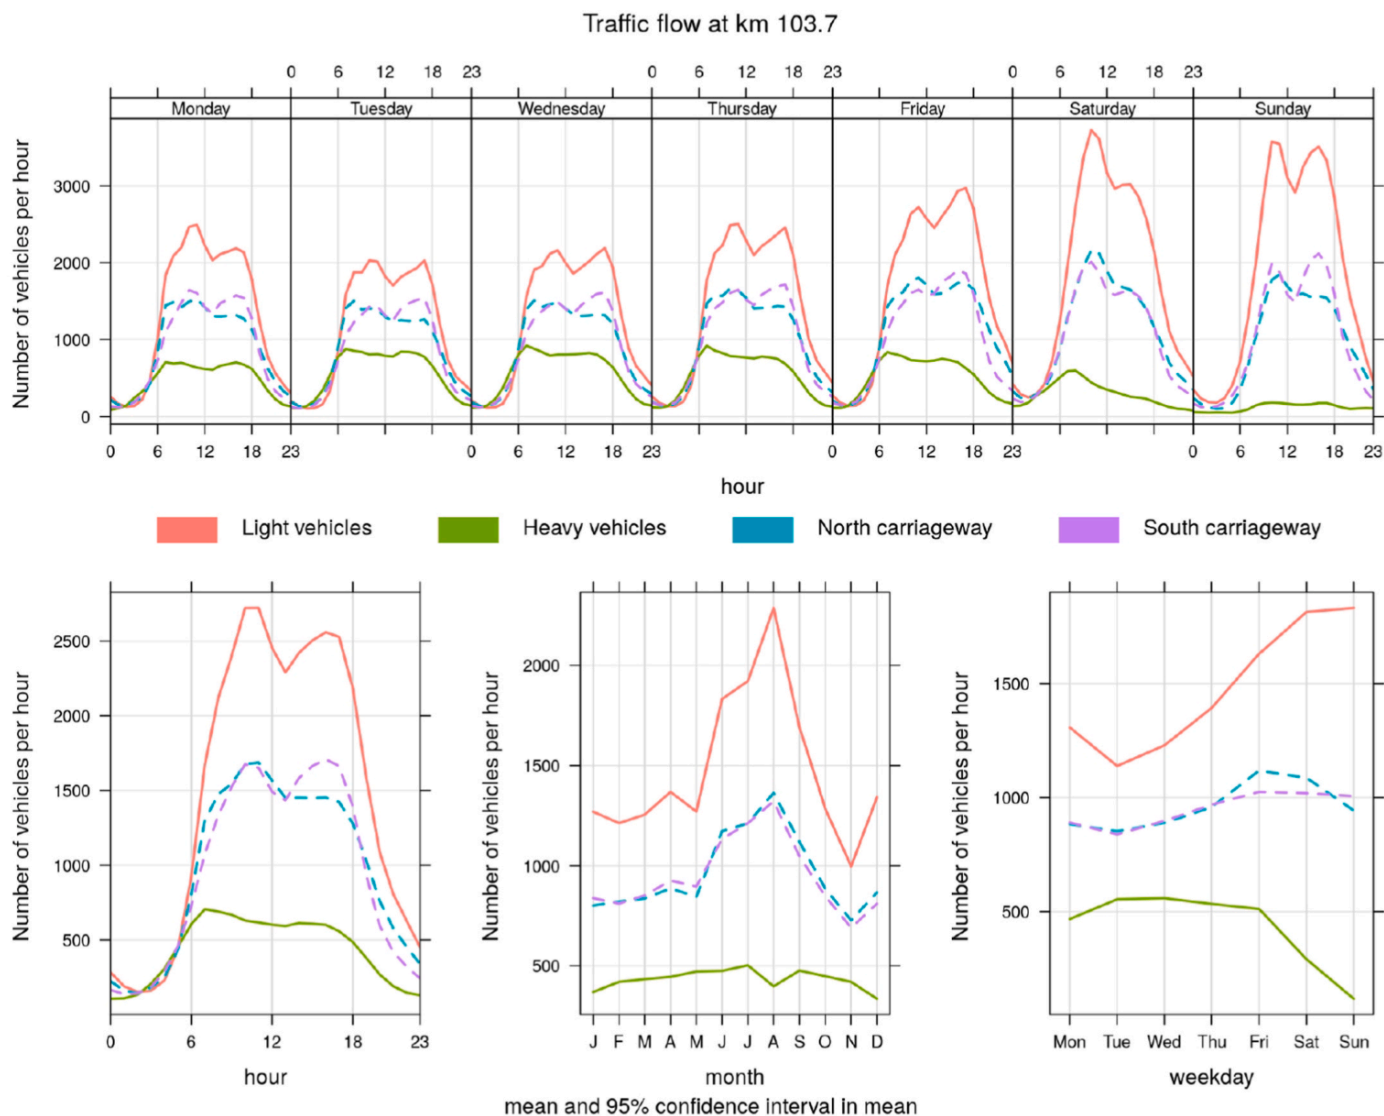 Traffic flow at km 103.7
0 6 12 18 23 0 6 12 18 23 0 6 12 18 23
Monday Tuesday Wednesday Thursday Friday Saturday Sunday
Number of vehicles per hour
3000
2000
1000
0
0 6 12 18 23 0 6 12 18 23 0 6 12 18 23 0 6 12 18 23
hour
Light vehicles Heavy vehicles North carriageway South carriageway
Number of vehicles per hour
2500
2000
1500
1000
500
0 6 12 18 23
hour
Number of vehicles per hour
2000
1500
1000
500
J F M A M J J A S O N D
month
Number of vehicles per hour
1500
1000
500
Mon Tue Wed Thu Fri Sat Sun
weekday
mean and 95% confidence interval in mean